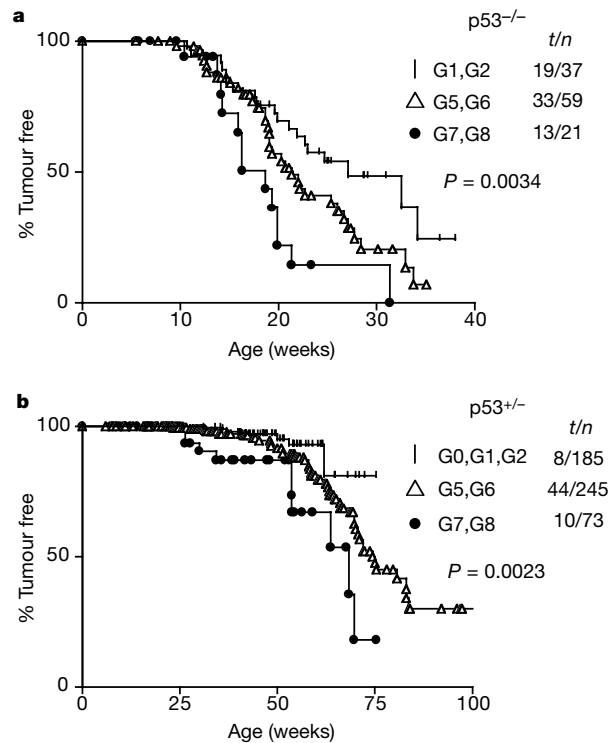 a
p53–/–
t/n
G1,G2 19/37
G5,G6 33/59
G7,G8 13/21
P = 0.0034
% Tumour free
100
50
0
0 10 20 30 40
Age (weeks)
b
p53+/–
t/n
G0,G1,G2 8/185
G5,G6 44/245
G7,G8 10/73
P = 0.0023
% Tumour free
100
50
0
0 25 50 75 100
Age (weeks)